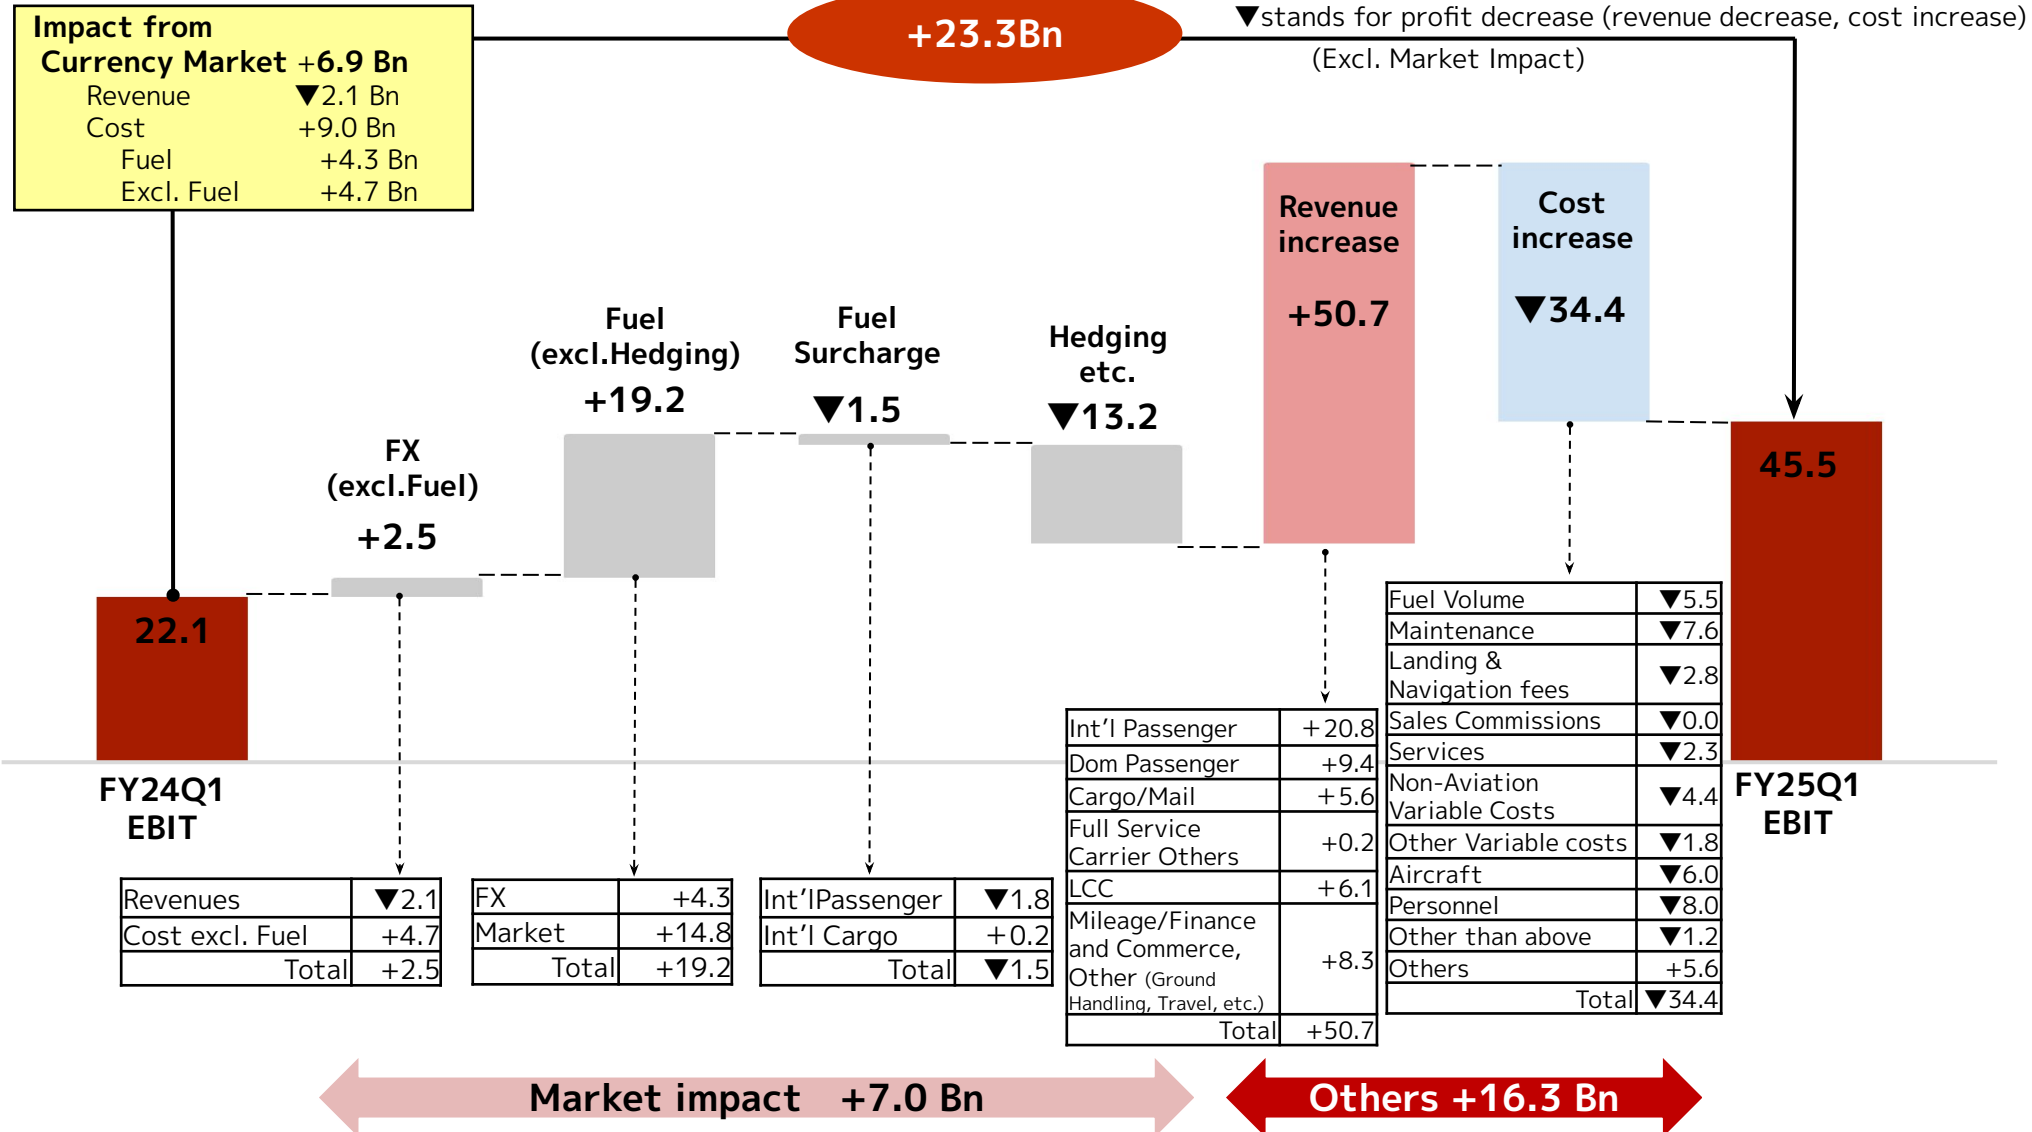 Impact from
Currency Market +6.9 Bn
Revenue ▼2.1 Bn
Cost +9.0 Bn
Fuel +4.3 Bn
Excl. Fuel +4.7 Bn
+23.3Bn
▼stands for profit decrease (revenue decrease, cost increase)
(Excl. Market Impact)
22.1
FY24Q1
EBIT
FX
(excl.Fuel)
+2.5
Fuel
(excl.Hedging)
+19.2
Fuel
Surcharge
▼1.5
Hedging
etc.
▼13.2
Revenue
increase
+50.7
Cost
increase
▼34.4
45.5
FY25Q1
EBIT
Revenues ▼2.1
Cost excl. Fuel +4.7
Total +2.5
FX +4.3
Market +14.8
Total +19.2
Int'lPassenger ▼1.8
Int'l Cargo +0.2
Total ▼1.5
Int'l Passenger +20.8
Dom Passenger +9.4
Cargo/Mail +5.6
Full Service
Carrier Others +0.2
LCC +6.1
Mileage/Finance
and Commerce,
Other (Ground
Handling, Travel, etc.) +8.3
Total +50.7
Fuel Volume ▼5.5
Maintenance ▼7.6
Landing &
Navigation fees ▼2.8
Sales Commissions ▼0.0
Services ▼2.3
Non-Aviation
Variable Costs ▼4.4
Other Variable costs ▼1.8
Aircraft ▼6.0
Personnel ▼8.0
Other than above ▼1.2
Others +5.6
Total ▼34.4
Market impact +7.0 Bn
Others +16.3 Bn